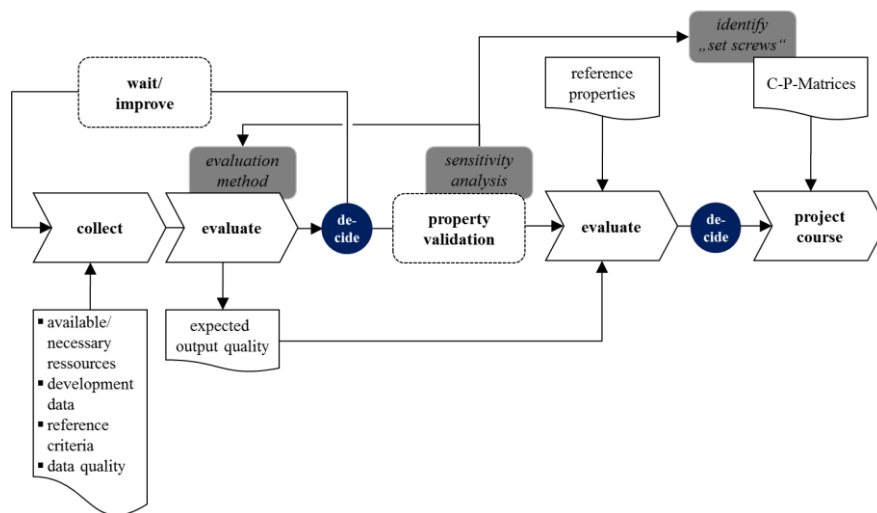 identify
„set screws“
wait/
improve
reference
properties
C-P-Matrices
evaluation
method
sensitivity
analysis
collect
evaluate
de-
cide
property
validation
evaluate
de-
cide
project
course
▪ available/
necessary
ressources
▪ development
data
▪ reference
criteria
▪ data quality
expected
output quality